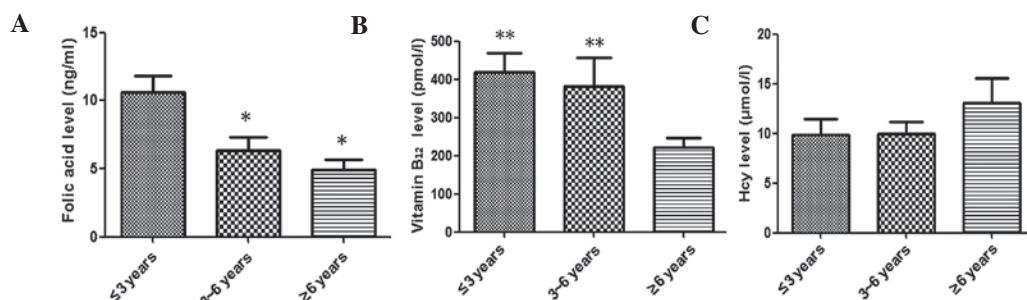 A
Folic acid level (ng/ml)
15
10
5
0
*
*
≤3 years
3~6 years
≥6 years
B
Vitamin B₁₂ level (pmol/l)
500
400
300
200
100
0
**
**
≤3 years
3~6 years
≥6 years
C
Hcy level (μmol/l)
20
15
10
5
0
≤3 years
3~6 years
≥6 years